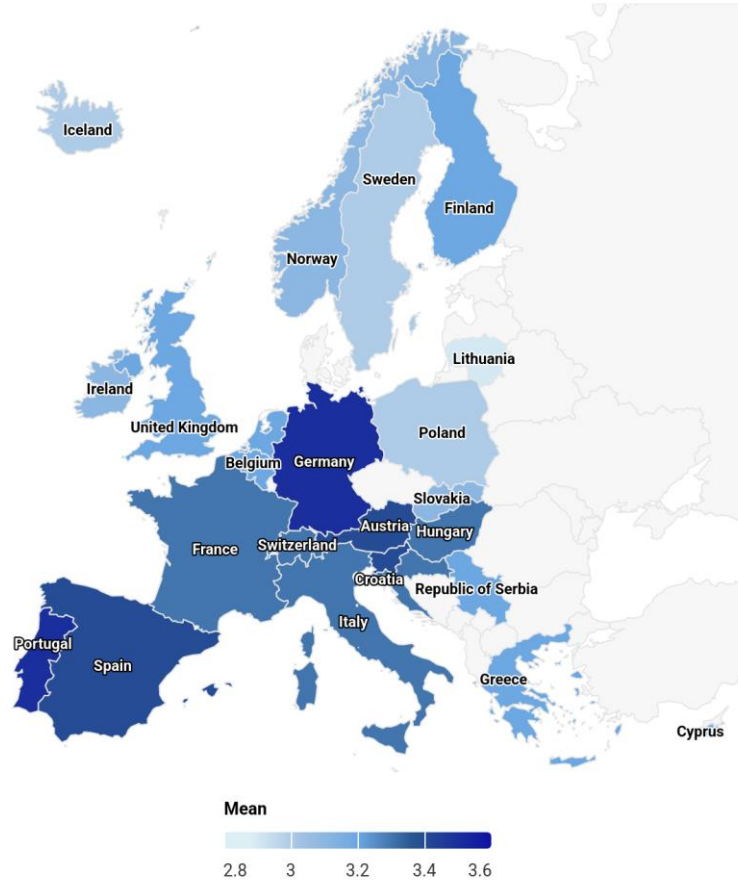 Iceland
Sweden
Finland
Norway
Lithuania
Ireland
United Kingdom
Poland
Belgium
Germany
Slovakia
Austria
Hungary
France
Switzerland
Croatia
Republic of Serbia
Italy
Portugal
Spain
Greece
Cyprus
Mean
2.8 3 3.2 3.4 3.6